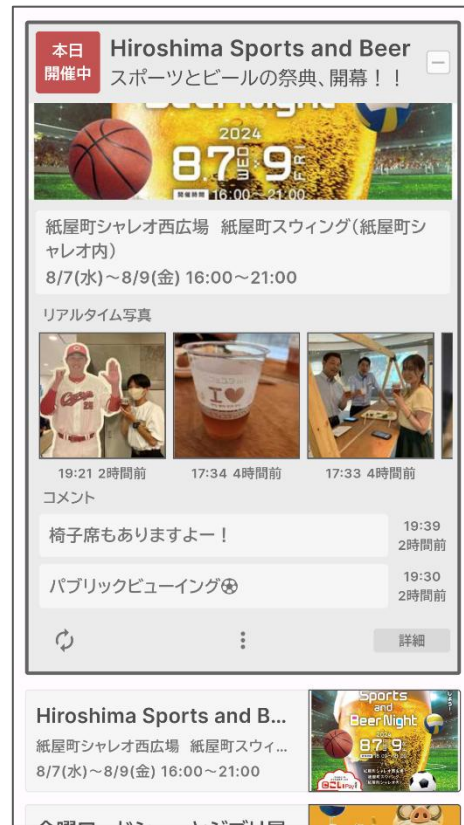 本日
開催中
Hiroshima Sports and Beer
スポーツとビールの祭典、開幕！！
Beer Night
2024
8.7 WED 9 FRI
開催時間 16:00~21:00
紙屋町シャレオ西広場 紙屋町スウィング(紙屋町シ
ャレオ内)
8/7(水)～8/9(金) 16:00～21:00
リアルタイム写真
Carp
26
I
19:21 2時間前
17:34 4時間前
17:33 4時
コメント
椅子席もありますよー！
19:39
2時間前
パブリックビューイング⚽
19:30
2時間前
詳細
Hiroshima Sports and B...
紙屋町シャレオ西広場 紙屋町スウィ...
8/7(水)～8/9(金) 16:00～21:00
Sports
and
Beer Night
2024
8.7 9